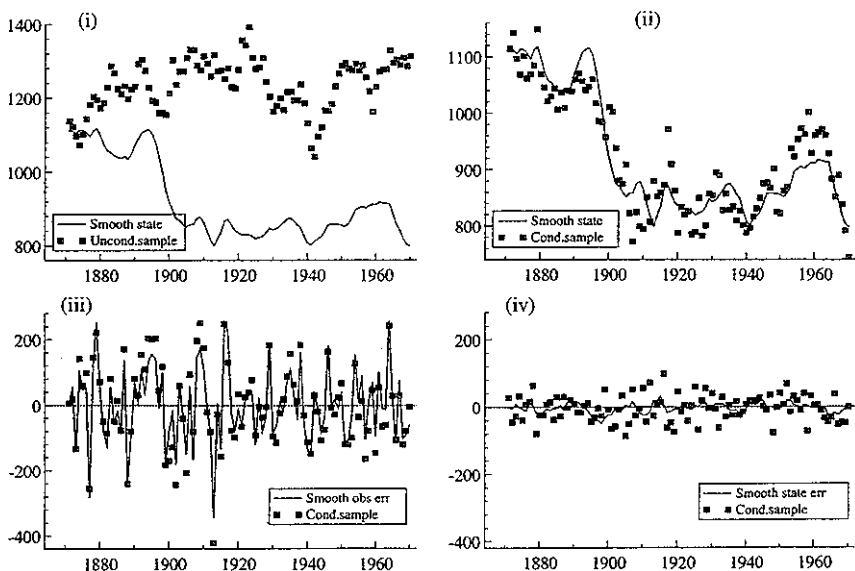 (i)
1400
1200
1000
800
Smooth state
Uncond.sample
1880 1900 1920 1940 1960
(ii)
1100
1000
900
800
Smooth state
Cond.sample
1880 1900 1920 1940 1960
(iii)
200
0
-200
-400
Smooth obs err
Cond.sample
1880 1900 1920 1940 1960
(iv)
200
0
-200
-400
Smooth state err
Cond.sample
1880 1900 1920 1940 1960